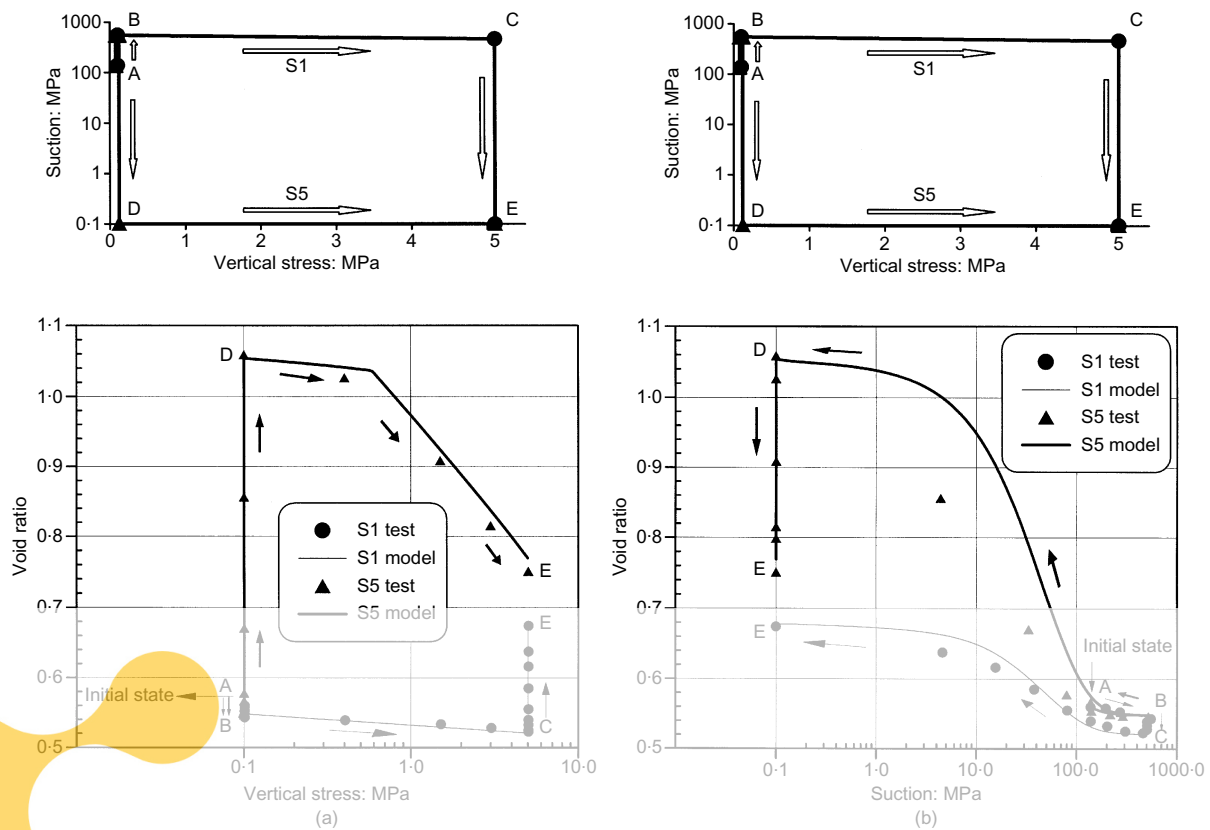 1000
100
10
1
0·1
Suction: MPa
B
A
D
C
E
S1
S5
0
1
2
3
4
5
Vertical stress: MPa
1000
100
10
1
0·1
Suction: MPa
B
A
D
C
E
S1
S5
0
1
2
3
4
5
Vertical stress: MPa
1·1
1·0
0·9
0·8
0·7
0·6
0·5
Void ratio
D
E
S1 test
S1 model
S5 test
S5 model
E
Initial state
A
B
C
0·1
1·0
10·0
Vertical stress: MPa
(a)
1·1
1·0
0·9
0·8
0·7
0·6
0·5
Void ratio
D
E
S1 test
S1 model
S5 test
S5 model
E
Initial state
A
B
C
0·1
1·0
10·0
100·0
1000·0
Suction: MPa
(b)